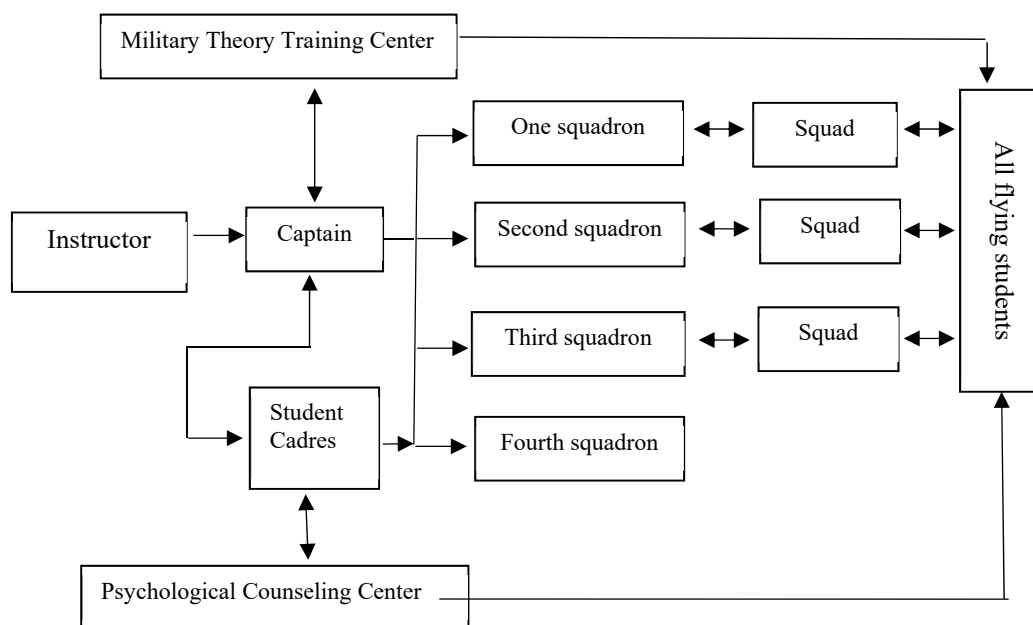 Military Theory Training Center
One squadron
Squad
Instructor
Captain
Second squadron
Squad
Third squadron
Squad
Student
Cadres
Fourth squadron
Psychological Counseling Center
All flying students